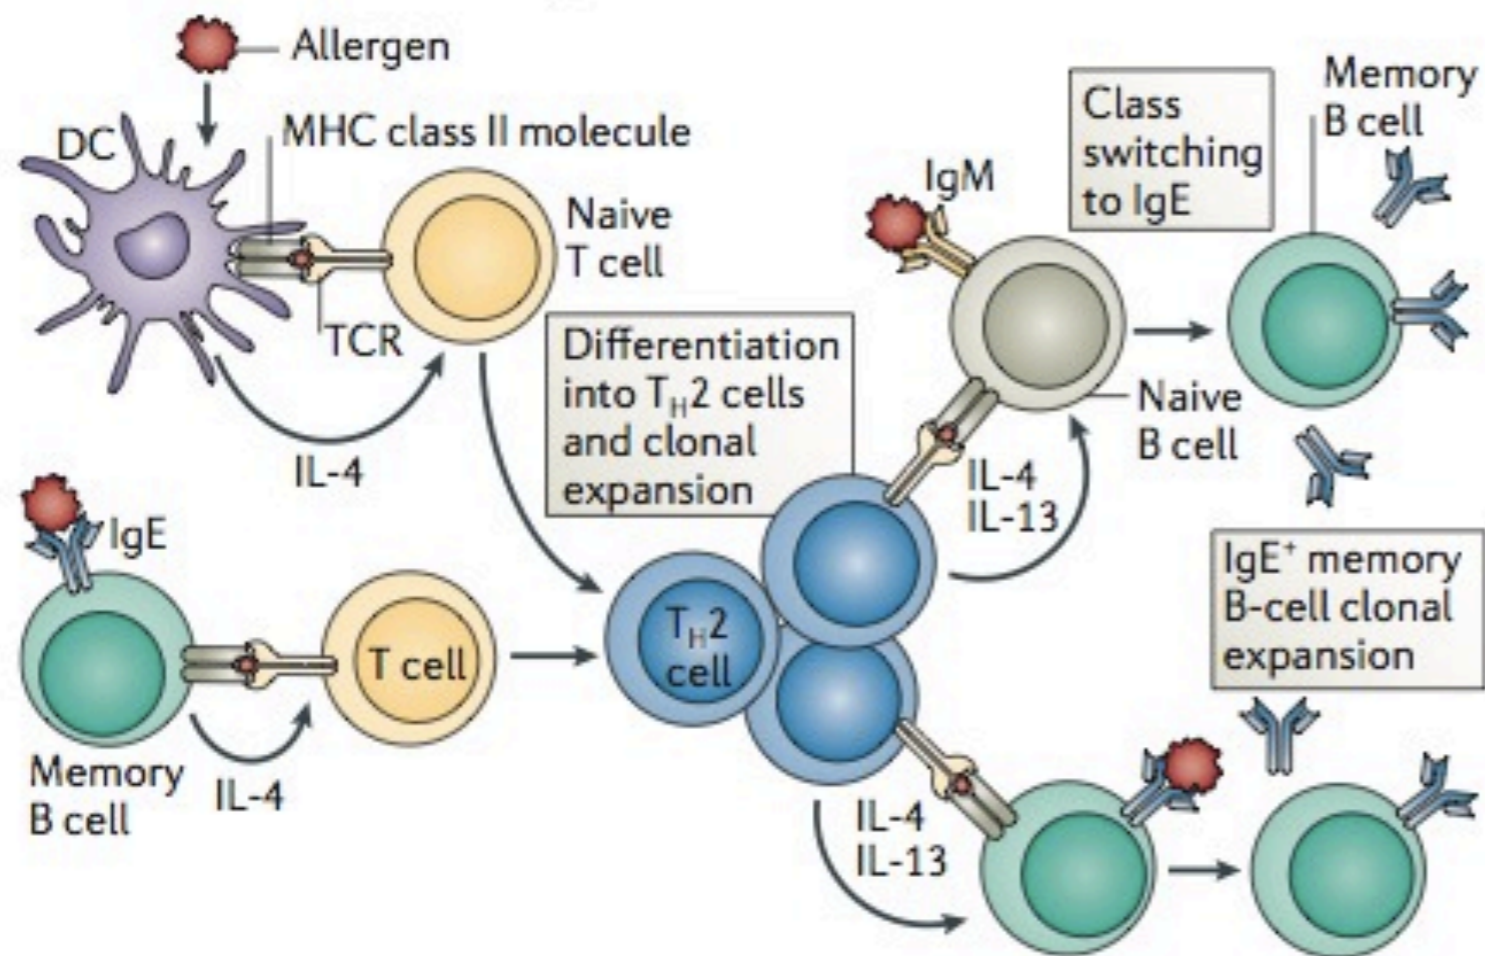 Allergen
DC
MHC class II molecule
Naive
T cell
TCR
IL-4
Differentiation
into TH2 cells
and clonal
expansion
IgE
Memory
B cell
IL-4
T cell
TH2
cell
IgM
Class
switching
to IgE
Memory
B cell
Naive
B cell
IL-4
IL-13
IgE+ memory
B-cell clonal
expansion
IL-4
IL-13